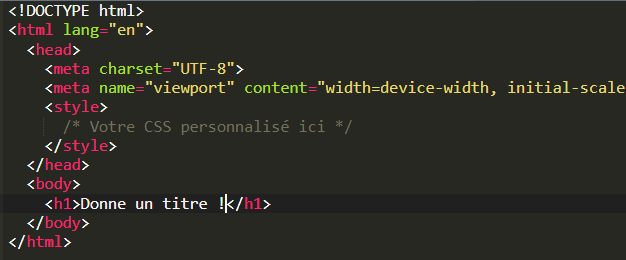 <!DOCTYPE html>
<html lang="en">
<head>
<meta charset="UTF-8">
<meta name="viewport" content="width=device-width, initial-scale
<style>
/* Votre CSS personnalisé ici */
</style>
</head>
<body>
<h1>Donne un titre !</h1>
</body>
</html>